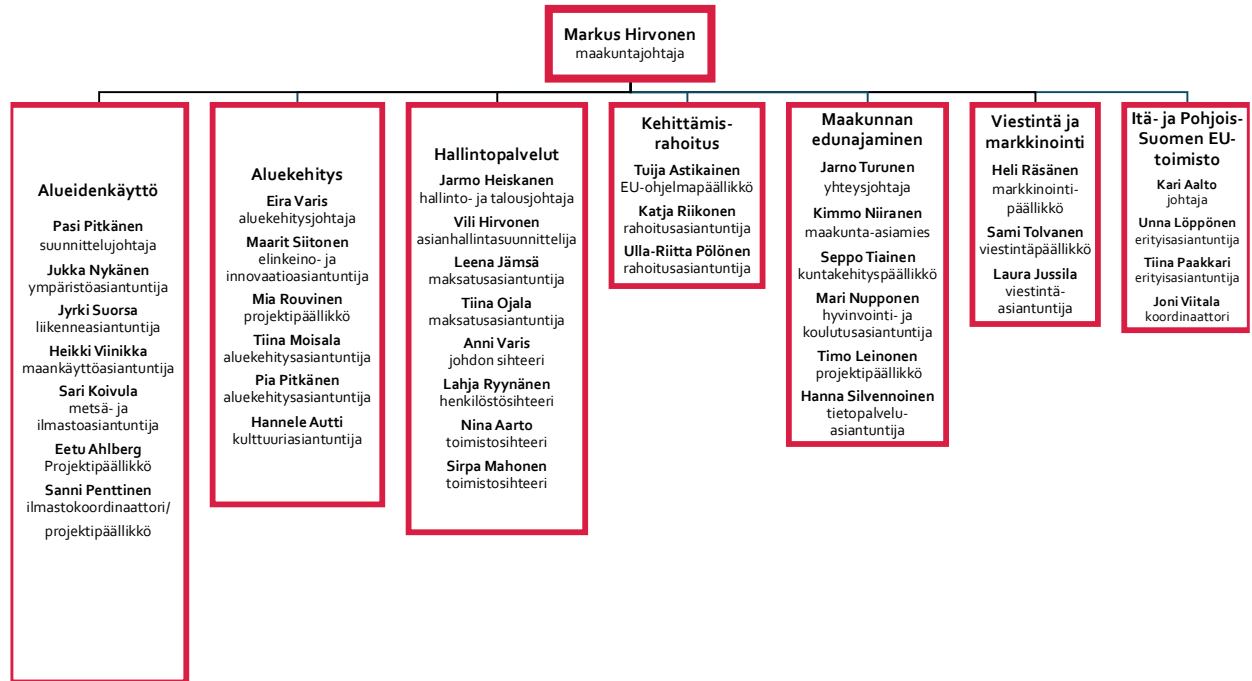 Markus Hirvonen
maakuntajohtaja
Alueidenkäyttö
Pasi Pitkänen
suunnittelujohtaja
Jukka Nykänen
ympäristöasiantuntija
Jyrki Suorsa
liikenneasiantuntija
Heikki Viinikka
maankäyttöasiantuntija
Sari Koivula
metsä- ja
ilmastoasiantuntija
Eetu Ahlberg
Projektipäällikkö
Sanni Penttinen
ilmastokoordinaattori/
projektipäällikkö
Aluekehitys
Eira Varis
aluekehitysjohtaja
Maarit Siitonen
elinkeino- ja
innovaatioasiantuntija
Mia Rouvinen
projektipäällikkö
Tiina Moisala
aluekehitysasiantuntija
Pia Pitkänen
aluekehitysasiantuntija
Hannele Autti
kulttuuriasiantuntija
Hallintopalvelut
Jarmo Heiskanen
hallinto- ja talousjohtaja
Vili Hirvonen
asianhallintasuunnittelija
Leena Jämsä
maksatusasiantuntija
Tiina Ojala
maksatusasiantuntija
Anni Varis
johdon sihteeri
Lahja Ryynänen
henkilöstösihteeri
Nina Aarto
toimistosihteeri
Sirpa Mahonen
toimistosihteeri
Kehittämis-
rahoitus
Tuija Astikainen
EU-ohjelmapäällikkö
Katja Riikonen
rahoitusasiantuntija
Ulla-Riitta Pölönen
rahoitusasiantuntija
Maakunnan
edunajaminen
Jarno Turunen
yhteysjohtaja
Kimmo Niiranen
maakunta-asiamies
Seppo Tiainen
kuntakehityspäällikkö
Mari Nupponen
hyvinvointi- ja
koulutusasiantuntija
Timo Leinonen
projektipäällikkö
Hanna Silvennoinen
tietopalvelu-
asiantuntija
Viestintä ja
markkinointi
Heli Räsänen
markkinointi-
päällikkö
Sami Tolvanen
viestintäpäällikkö
Laura Jussila
viestintä-
asiantuntija
Itä- ja Pohjois-
Suomen EU-
toimisto
Kari Aalto
johtaja
Unna Löppönen
erityisasiantuntija
Tiina Paakkari
erityisasiantuntija
Joni Viitala
koordinaattori